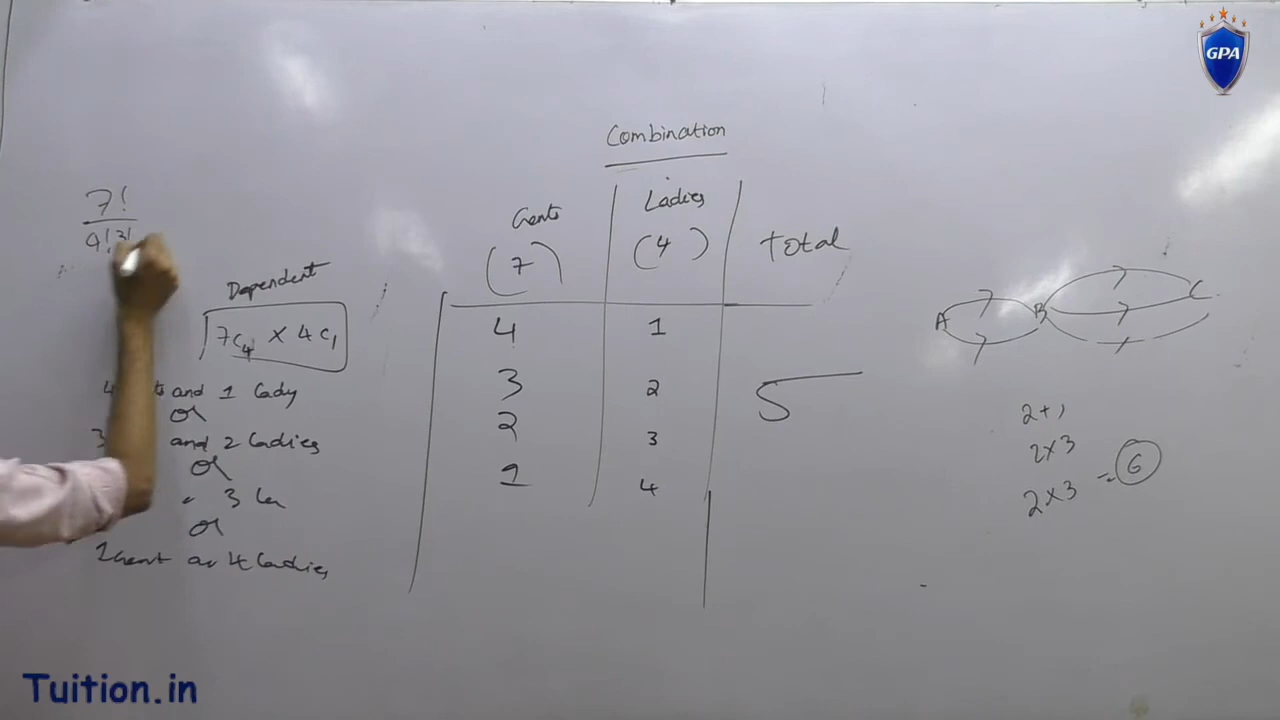 GPA
Combination
7!
4!3!
Gents Ladies
(7) (4) Total
Dependent
7C4 × 4C1
4 1
3 2
2 3
1 4
5
and 1 Lady
or
3 and 2 Ladies
or
3
or
1 Gent 4 Ladies
A B C
2+
2×3
2×3 = 6
Tuition.in